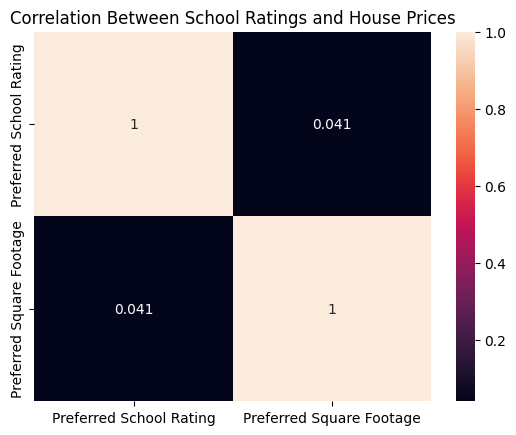 Correlation Between School Ratings and House Prices
Preferred School Rating
Preferred Square Footage
1
0.041
0.041
1
Preferred School Rating
Preferred Square Footage
1.0
0.8
0.6
0.4
0.2